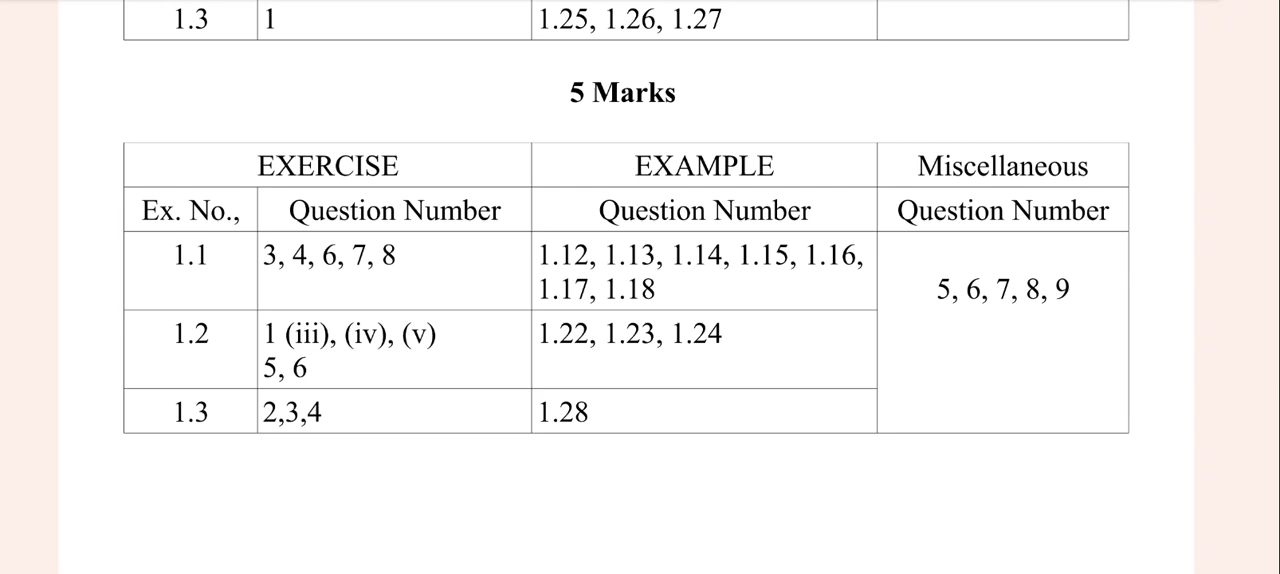 1.3 1 1.25, 1.26, 1.27
5 Marks
EXERCISE EXAMPLE Miscellaneous
Ex. No., Question Number Question Number Question Number
1.1 3, 4, 6, 7, 8 1.12, 1.13, 1.14, 1.15, 1.16,
1.17, 1.18 5, 6, 7, 8, 9
1.2 1 (iii), (iv), (v) 1.22, 1.23, 1.24
5, 6
1.3 2,3,4 1.28